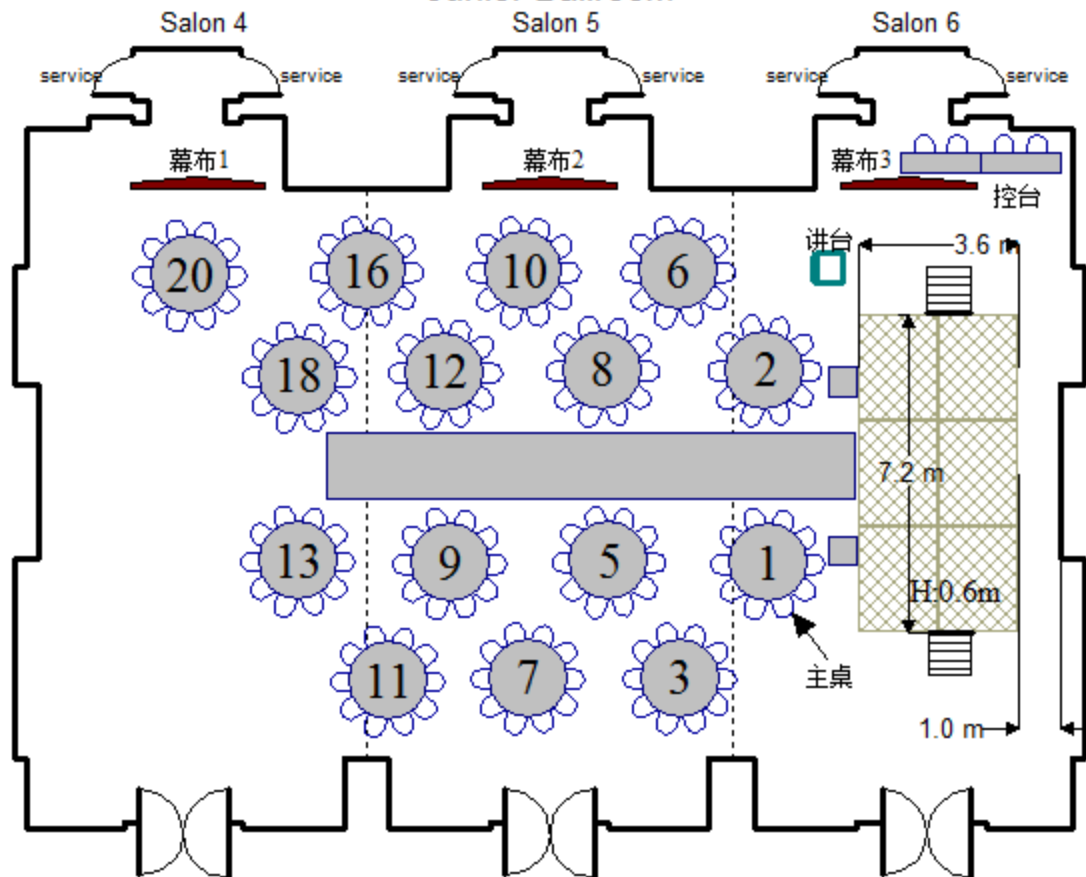 Salon 4
Salon 5
Salon 6
service
service
service
service
service
service
幕布1
幕布2
幕布3
控台
讲台
3.6 m
20
16
10
6
18
12
8
2
7.2 m
13
9
5
1
H:0.6m
11
7
3
主桌
1.0 m